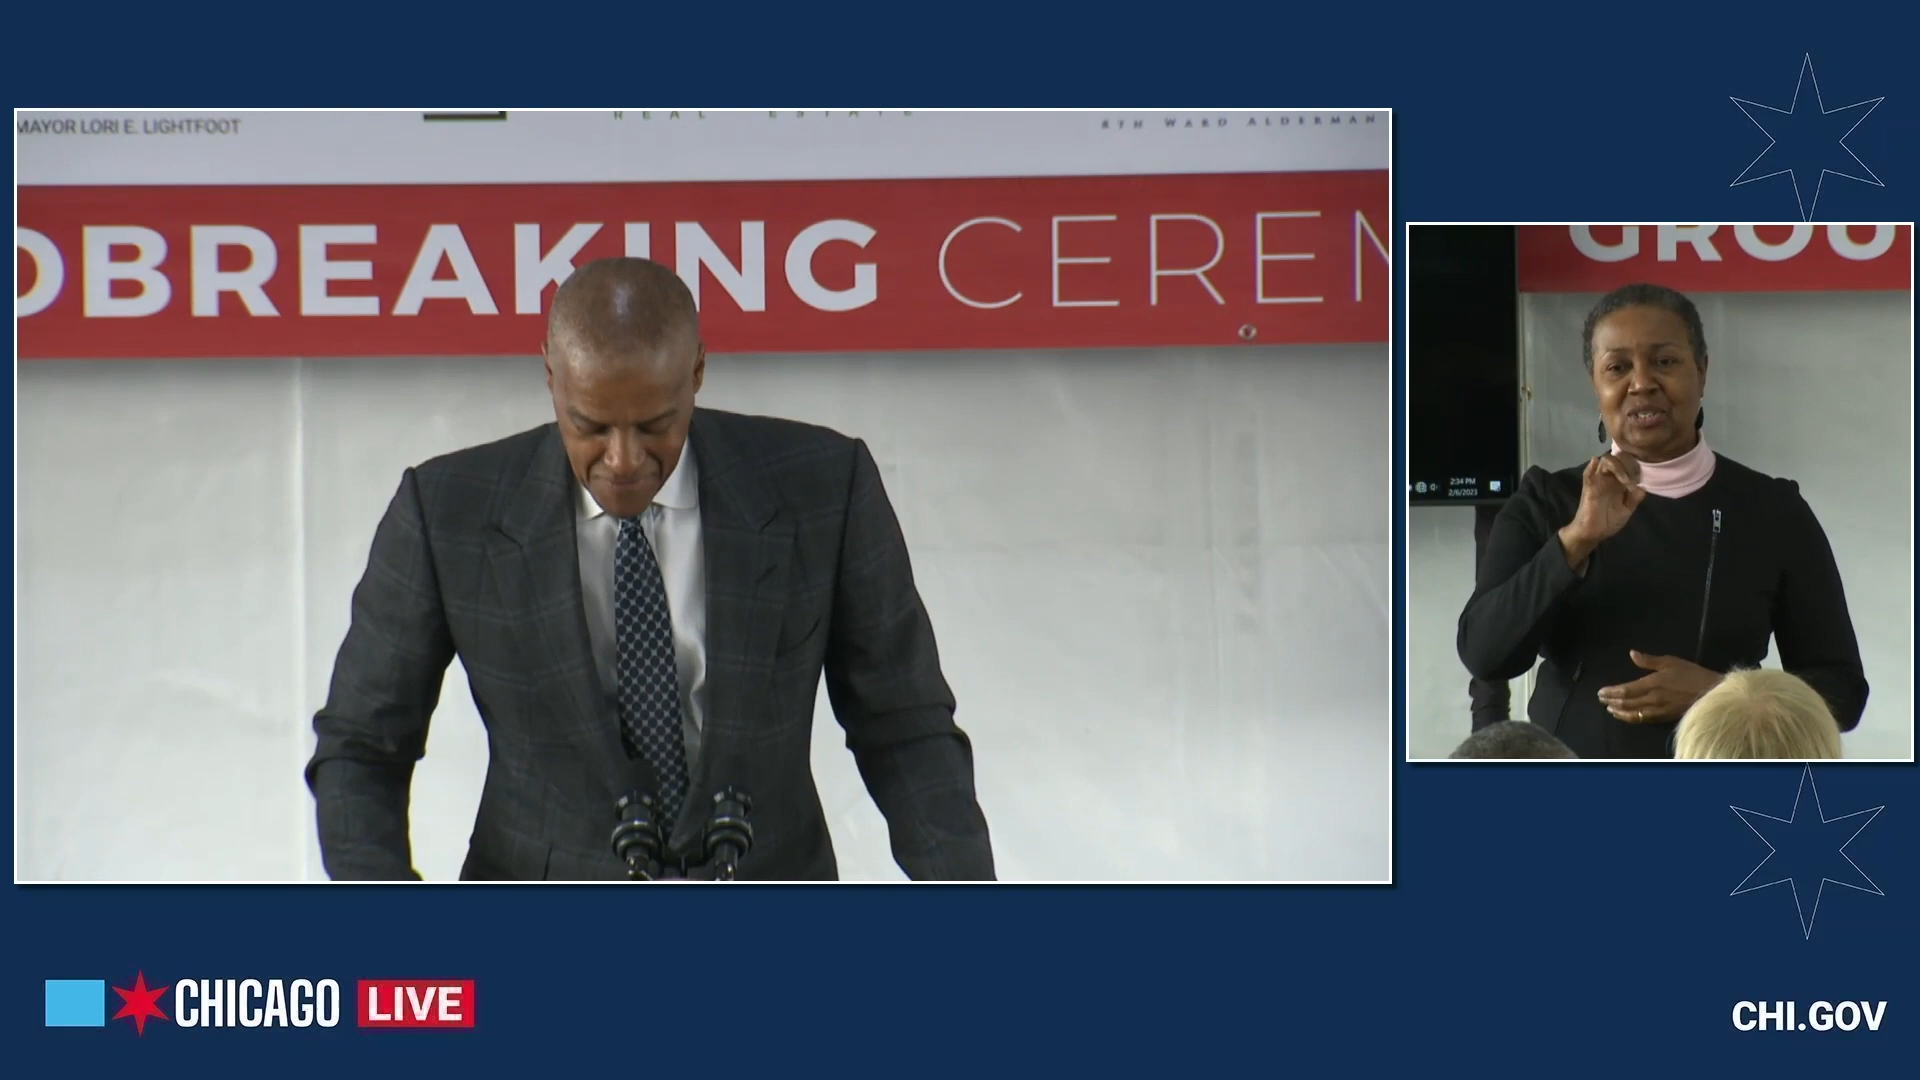 MAYOR LORI E. LIGHTFOOT
REAL ESTATE
8TH WARD ALDERMAN
DBREAKING CEREM
GROU
2:34 PM
2/6/2023
CHICAGO LIVE
CHI.GOV